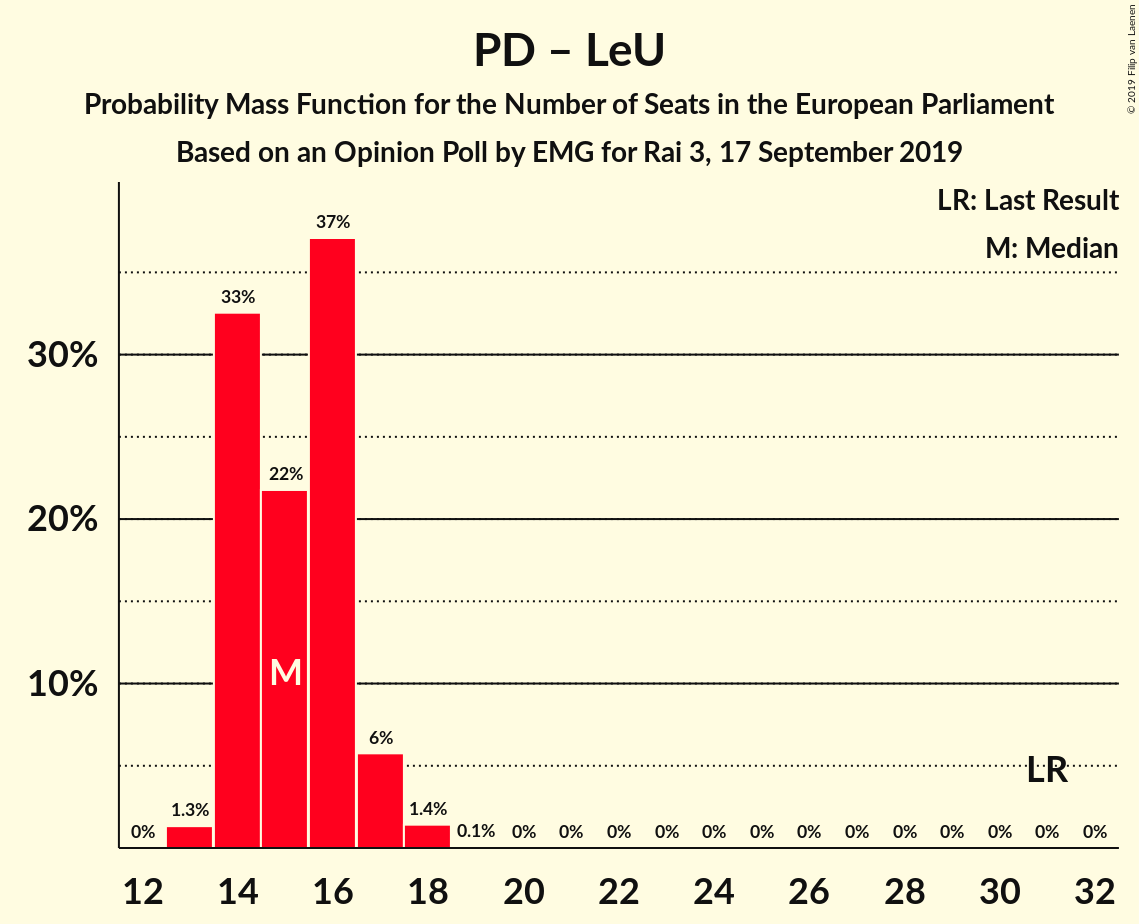 PD – LeU
Probability Mass Function for the Number of Seats in the European Parliament
Based on an Opinion Poll by EMG for Rai 3, 17 September 2019
© 2019 Filip van Laenen
LR: Last Result
M: Median
37%
33%
30%
22%
20%
M
10%
6%
LR
0% 1.3% 1.4% 0.1% 0% 0% 0% 0% 0% 0% 0% 0% 0% 0% 0% 0% 0%
12 14 16 18 20 22 24 26 28 30 32